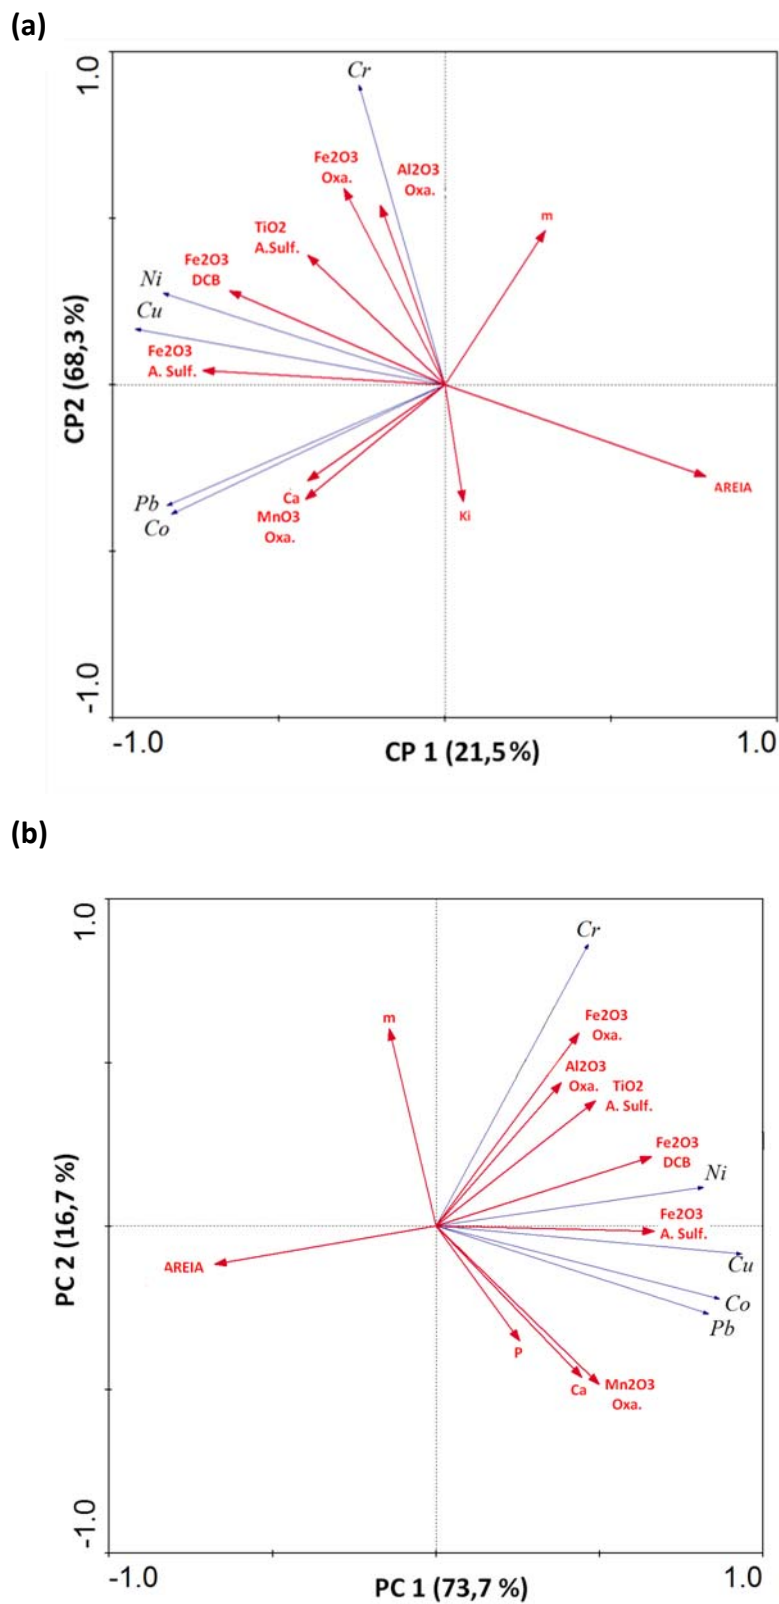 (a)
1.0
Cr
Fe2O3
Oxa.
Al2O3
Oxa.
m
TiO2
A.Sulf.
Fe2O3
DCB
Ni
Cu
Fe2O3
A. Sulf.
CP2 (68,3 %)
Pb
Co
Ca
MnO3
Oxa.
Ki
AREIA
-1.0
-1.0
CP 1 (21,5%)
1.0
(b)
1.0
Cr
m
Fe2O3
Oxa.
Al2O3
Oxa.
TiO2
A. Sulf.
Fe2O3
DCB
Ni
Fe2O3
A. Sulf.
PC 2 (16,7 %)
AREIA
Cu
Co
Pb
P
Ca
Mn2O3
Oxa.
-1.0
-1.0
PC 1 (73,7 %)
1.0